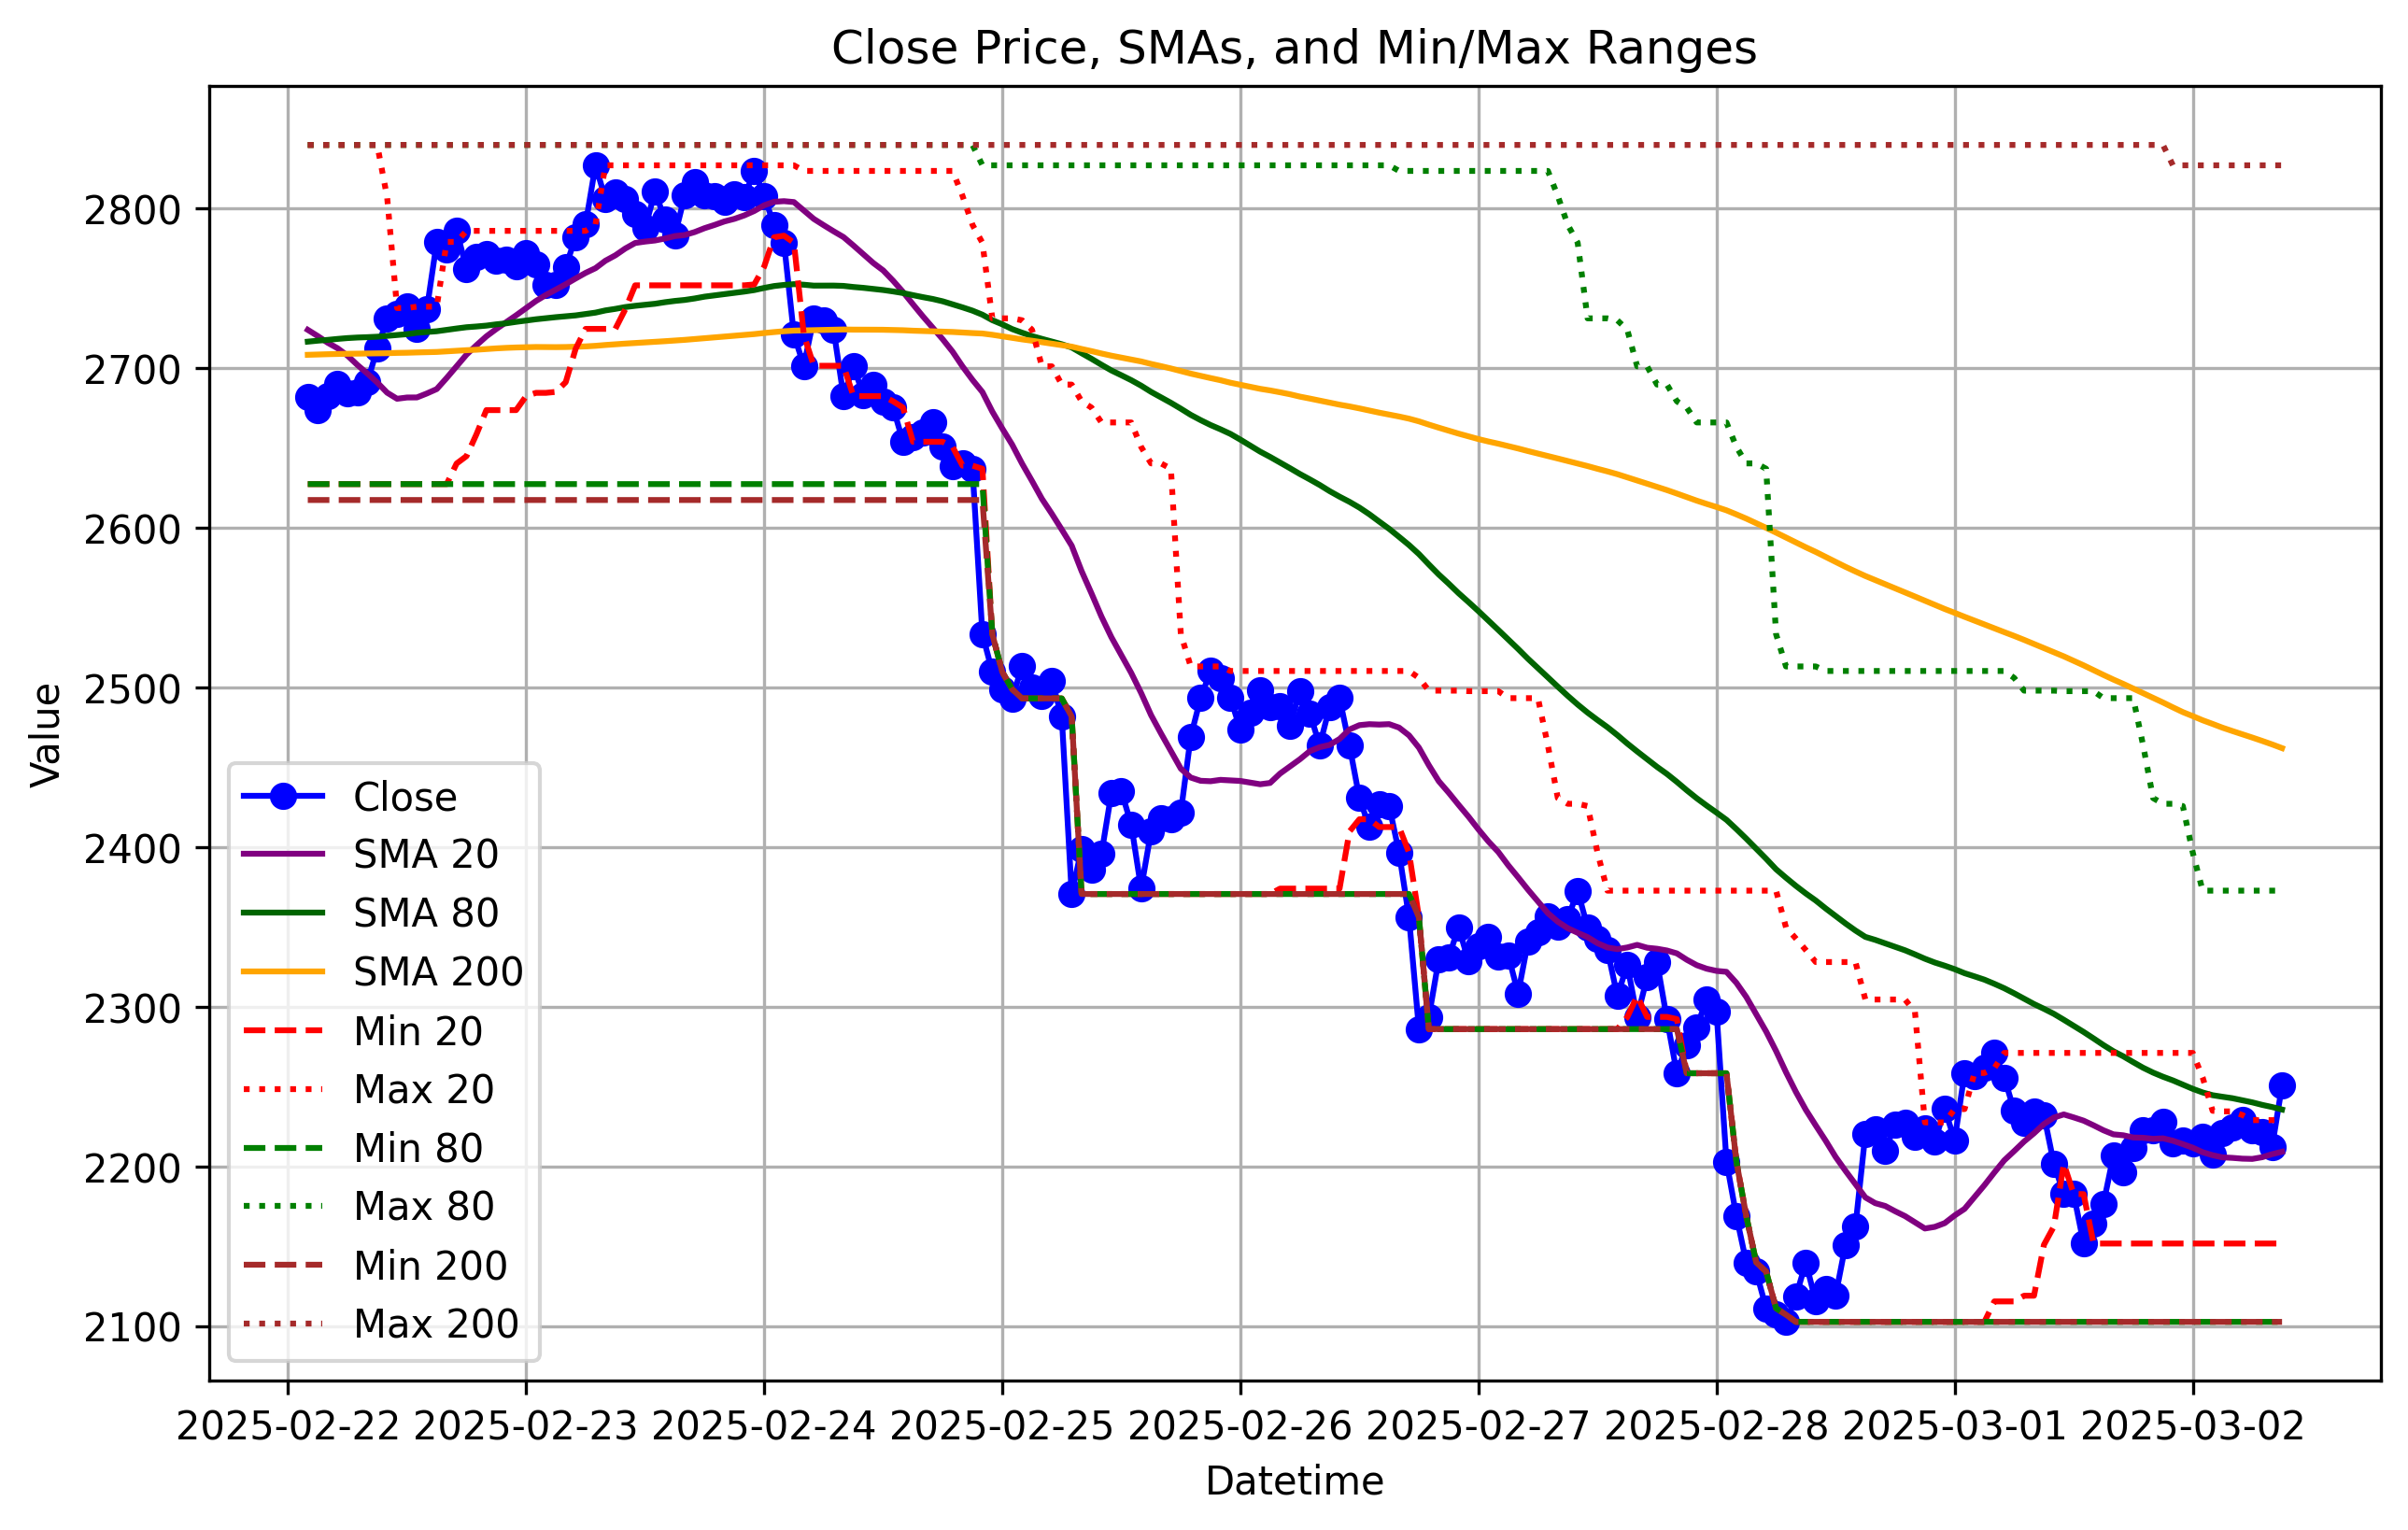 Close Price, SMAs, and Min/Max Ranges
Value
2800
2700
2600
2500
2400
2300
2200
2100
Close
SMA 20
SMA 80
SMA 200
Min 20
Max 20
Min 80
Max 80
Min 200
Max 200
2025-02-22 2025-02-23 2025-02-24 2025-02-25 2025-02-26 2025-02-27 2025-02-28 2025-03-01 2025-03-02
Datetime